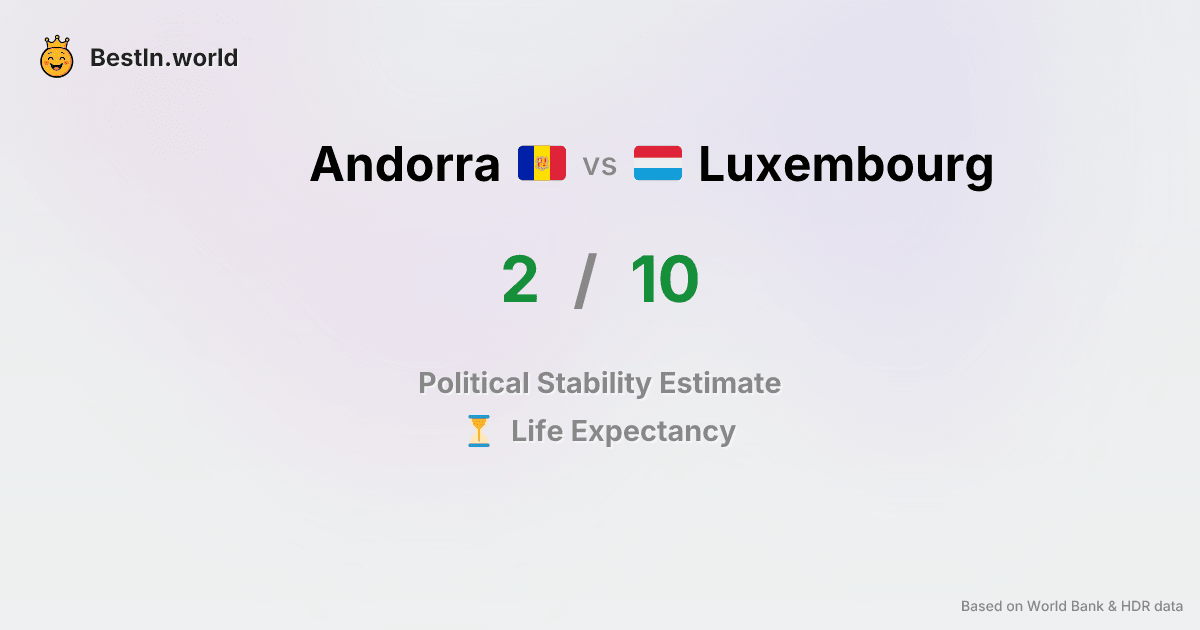 BestIn.world
Andorra vs Luxembourg
2 / 10
Political Stability Estimate
Life Expectancy
Based on World Bank & HDR data